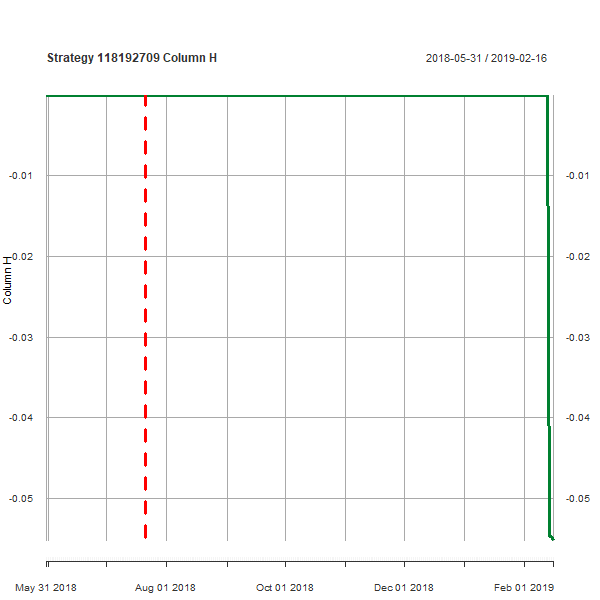 Strategy 118192709 Column H
2018-05-31 / 2019-02-16
-0.01 -0.01
-0.02 -0.02
Column H
-0.03 -0.03
-0.04 -0.04
-0.05 -0.05
May 31 2018 Aug 01 2018 Oct 01 2018 Dec 01 2018 Feb 01 2019